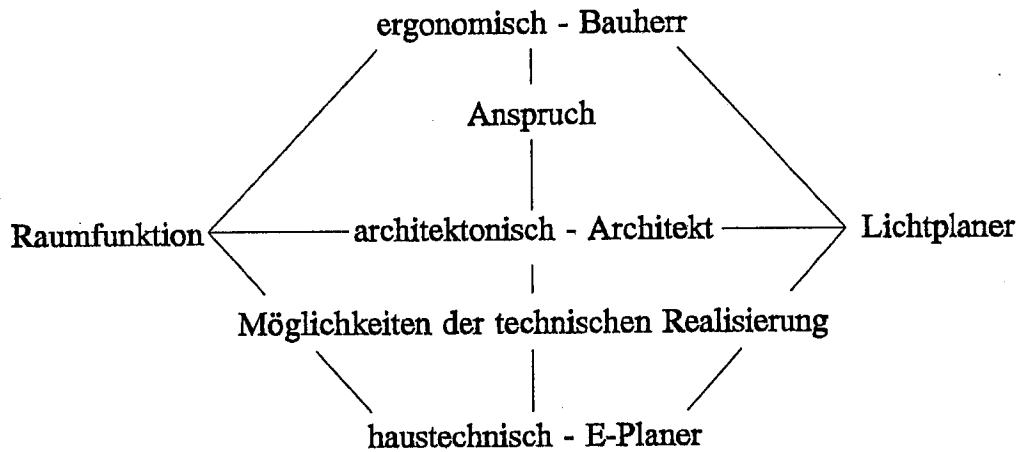 ergonomisch - Bauherr
Anspruch
Raumfunktion architektonisch - Architekt Lichtplaner
Möglichkeiten der technischen Realisierung
haustechnisch - E-Planer